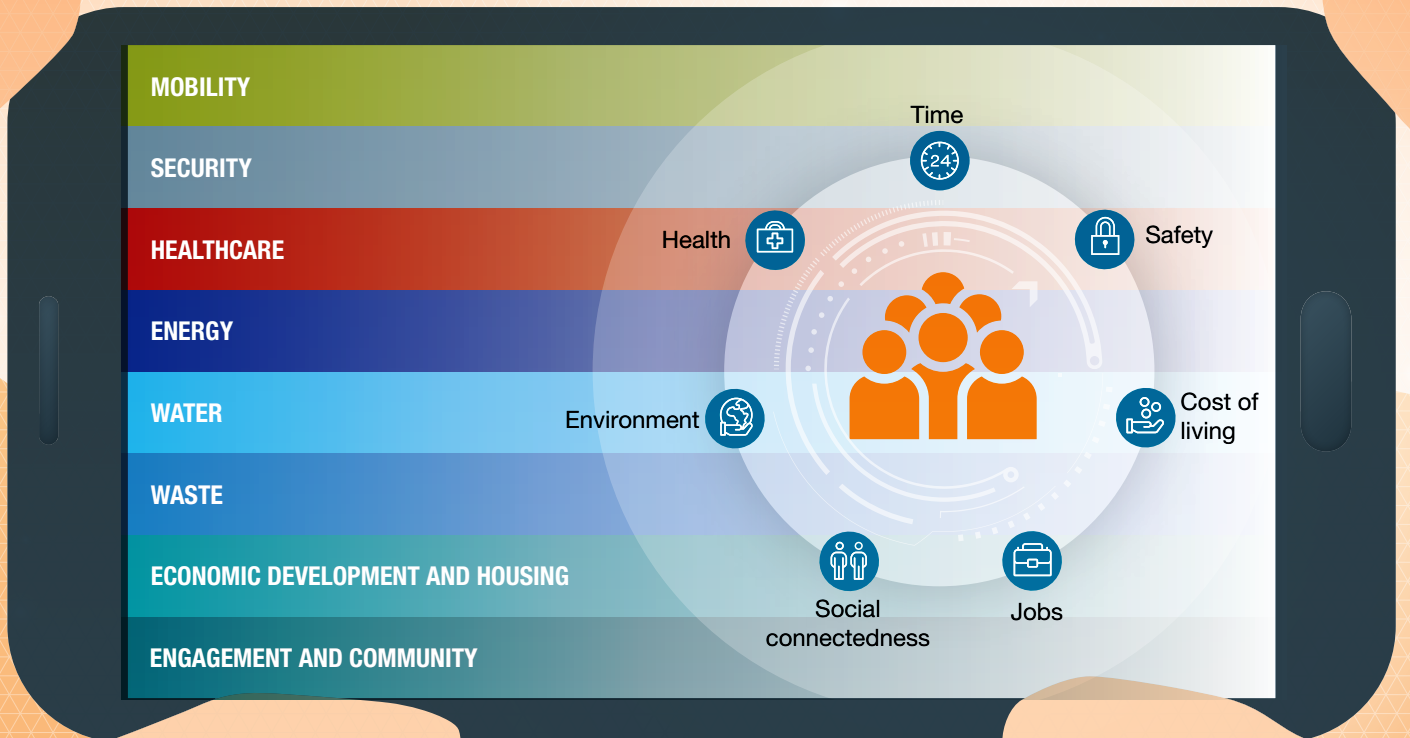 MOBILITY
SECURITY
HEALTHCARE
ENERGY
WATER
WASTE
ECONOMIC DEVELOPMENT AND HOUSING
ENGAGEMENT AND COMMUNITY
Time
24
Safety
Cost of
living
Jobs
Social
connectedness
Environment
Health